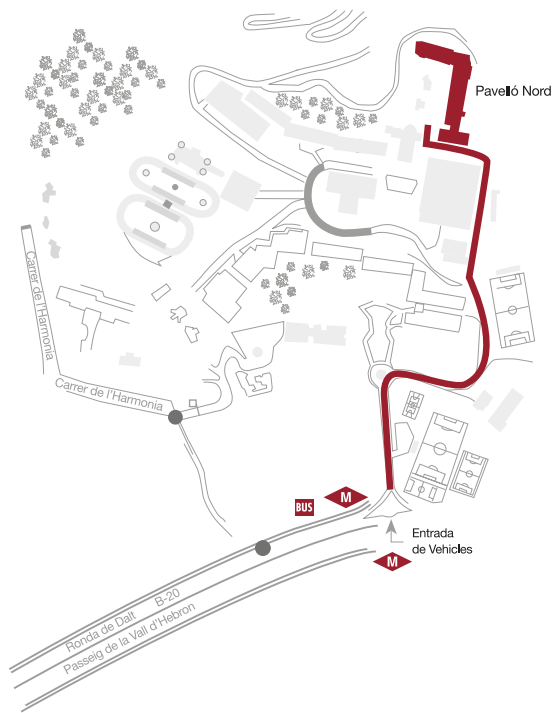 Pavelló Nord
Carrer de l'Harmonia
Carrer de l'Harmonia
BUS
M
Entrada
de Vehicles
M
Ronda de Dalt B-20
Passeig de la Vall d'Hebron